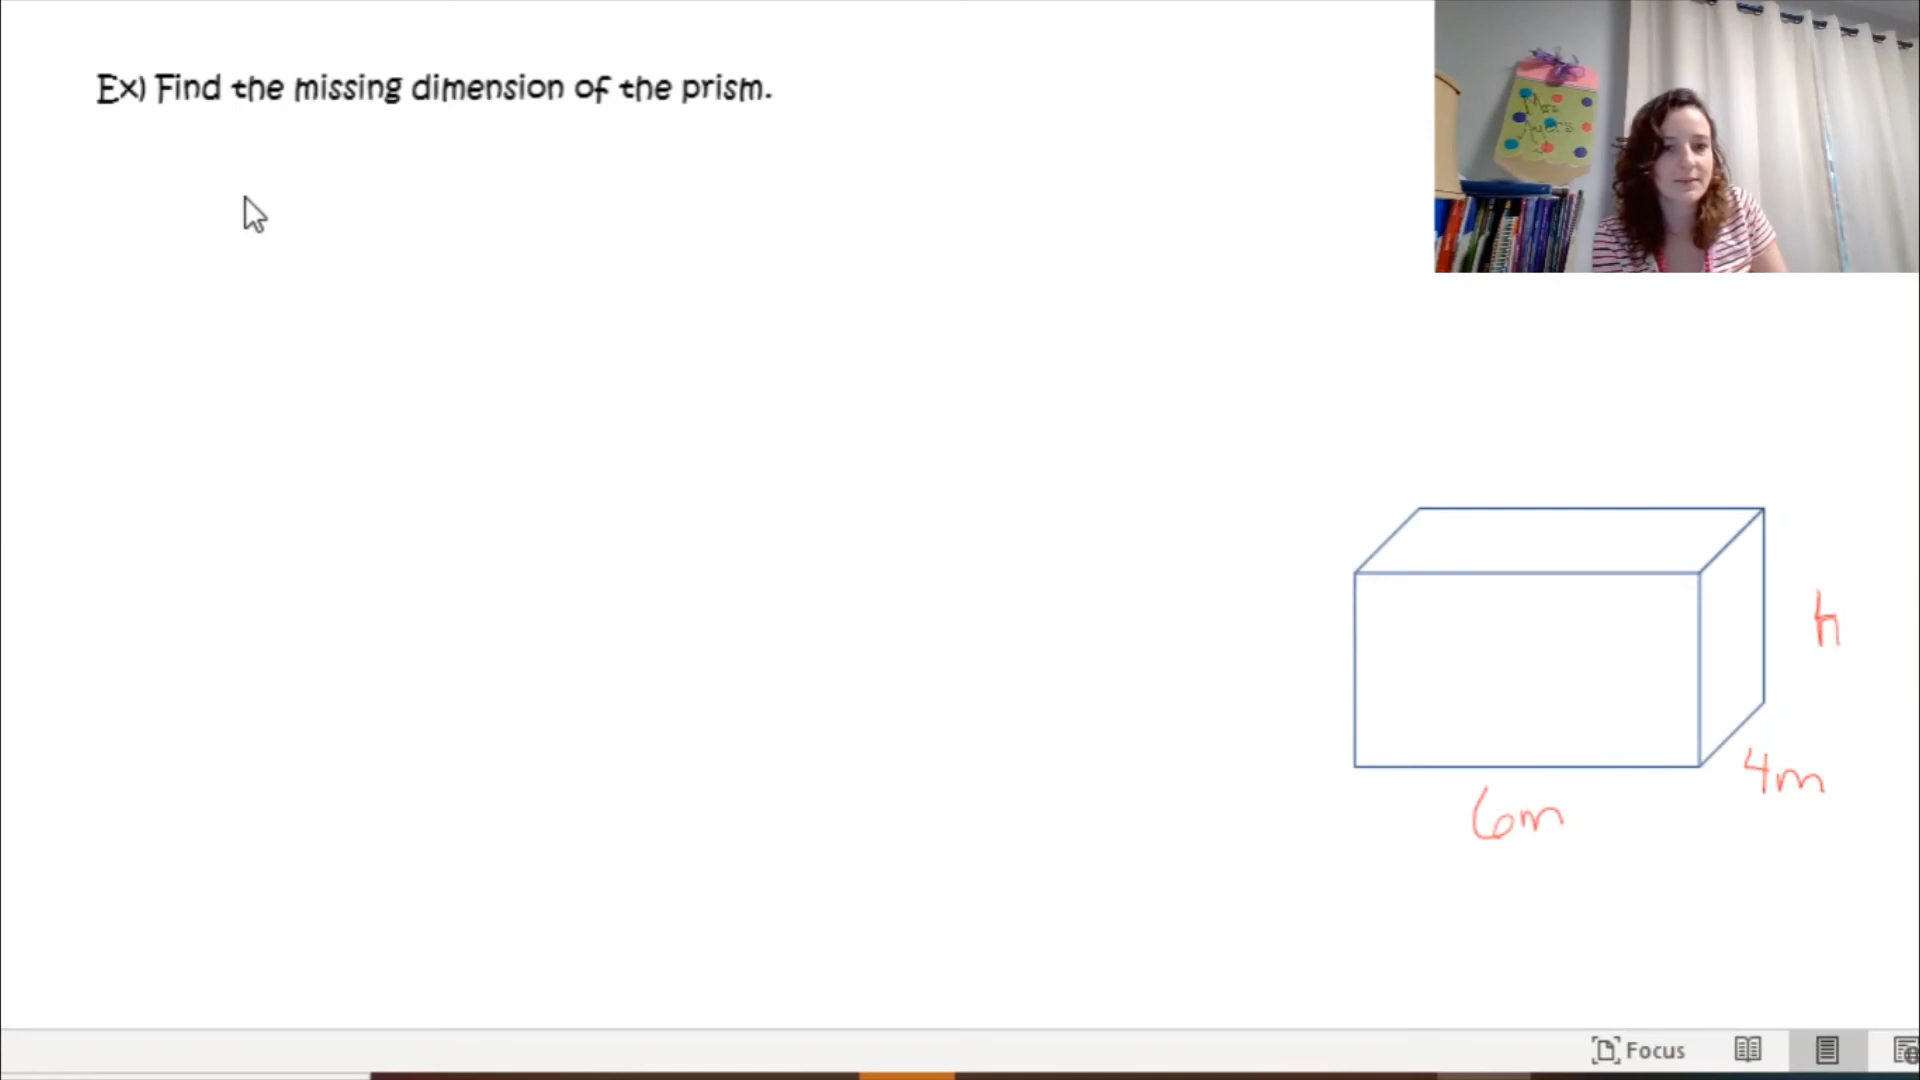 Ex) Find the missing dimension of the prism.
h
4m
6m
Focus